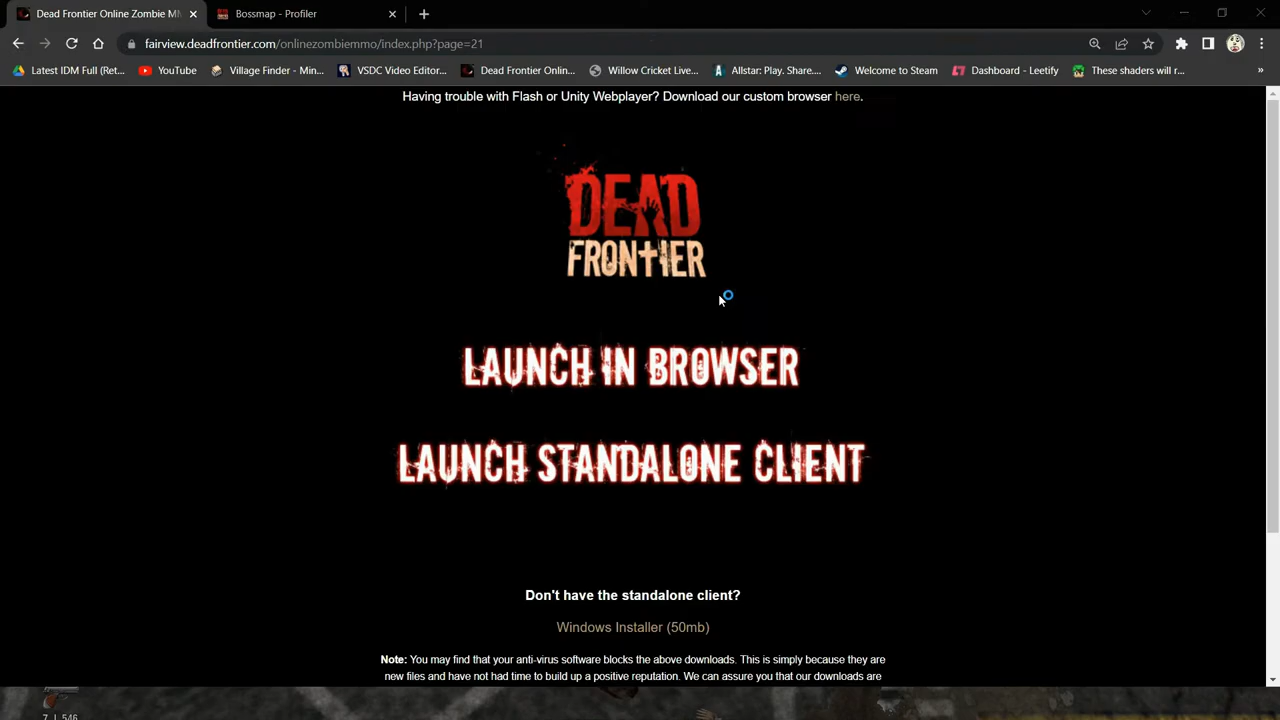 Dead Frontier Online Zombie MM
Bossmap - Profiler
fairview.deadfrontier.com/onlinezombiemmo/index.php?page=21
Latest IDM Full (Ret...
YouTube
Village Finder - Min...
VSDC Video Editor...
Dead Frontier Onlin...
Willow Cricket Live...
Allstar: Play. Share....
Welcome to Steam
Dashboard - Leetify
These shaders will r...
»
Having trouble with Flash or Unity Webplayer? Download our custom browser here.
DEAD
FRONTIER
LAUNCH IN BROWSER
LAUNCH STANDALONE CLIENT
Don't have the standalone client?
Windows Installer (50mb)
Note: You may find that your anti-virus software blocks the above downloads. This is simply because they are
new files and have not had time to build up a positive reputation. We can assure you that our downloads are
7 | 546